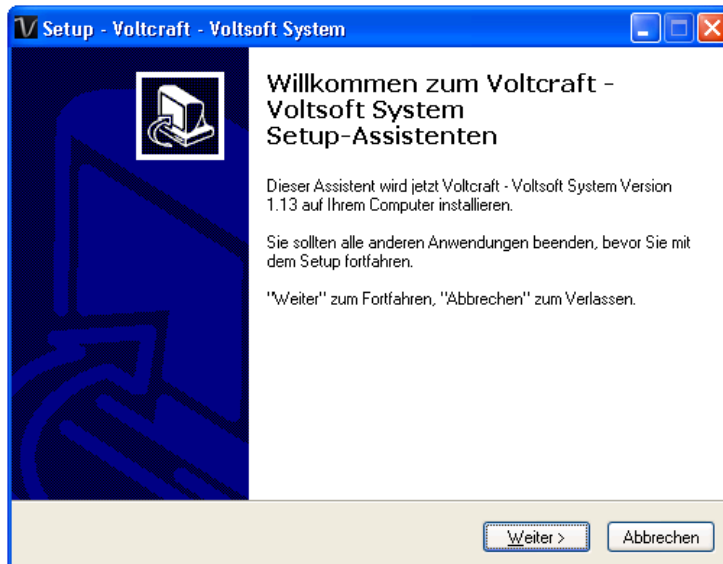 Setup - Voltcraft - Voltsoft System
Willkommen zum Voltcraft -
Voltsoft System
Setup-Assistenten
Dieser Assistent wird jetzt Voltcraft - Voltsoft System Version
1.13 auf Ihrem Computer installieren.
Sie sollten alle anderen Anwendungen beenden, bevor Sie mit
dem Setup fortfahren.
"Weiter" zum Fortfahren, "Abbrechen" zum Verlassen.
Weiter >
Abbrechen